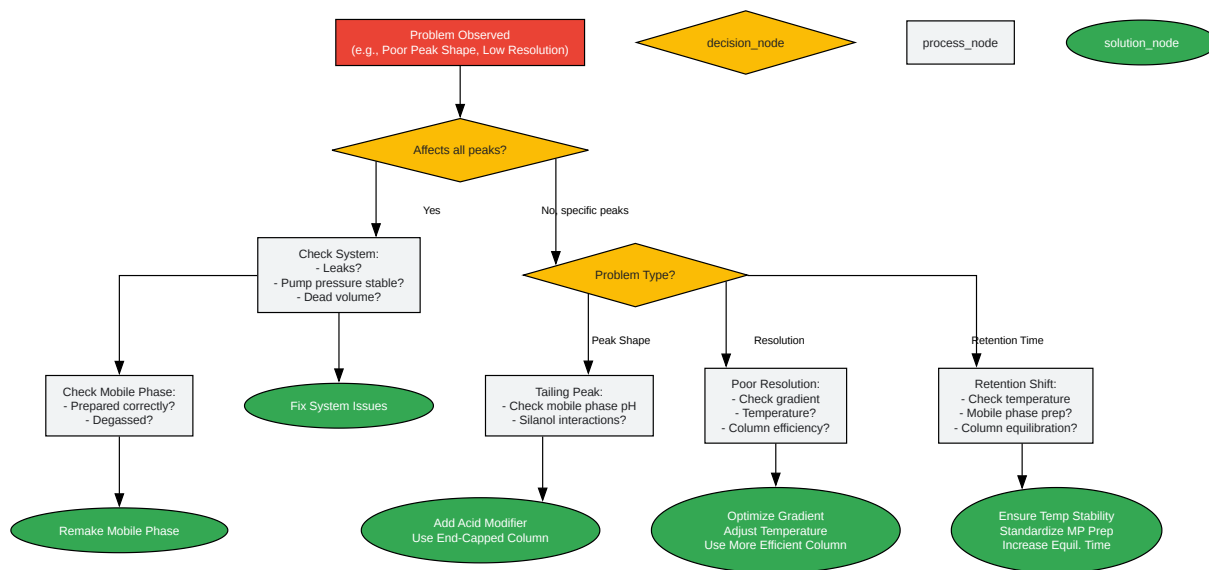 Problem Observed
(e.g., Poor Peak Shape, Low Resolution)
decision_node
process_node
solution_node
Affects all peaks?
Yes
No, specific peaks
Check System:
- Leaks?
- Pump pressure stable?
- Dead volume?
Problem Type?
Peak Shape
Resolution
Retention Time
Check Mobile Phase:
- Prepared correctly?
- Degassed?
Fix System Issues
Tailing Peak:
- Check mobile phase pH
- Silanol interactions?
Poor Resolution:
- Check gradient
- Temperature?
- Column efficiency?
Retention Shift:
- Check temperature
- Mobile phase prep?
- Column equilibration?
Remake Mobile Phase
Add Acid Modifier
Use End-Capped Column
Optimize Gradient
Adjust Temperature
Use More Efficient Column
Ensure Temp Stability
Standardize MP Prep
Increase Equil. Time